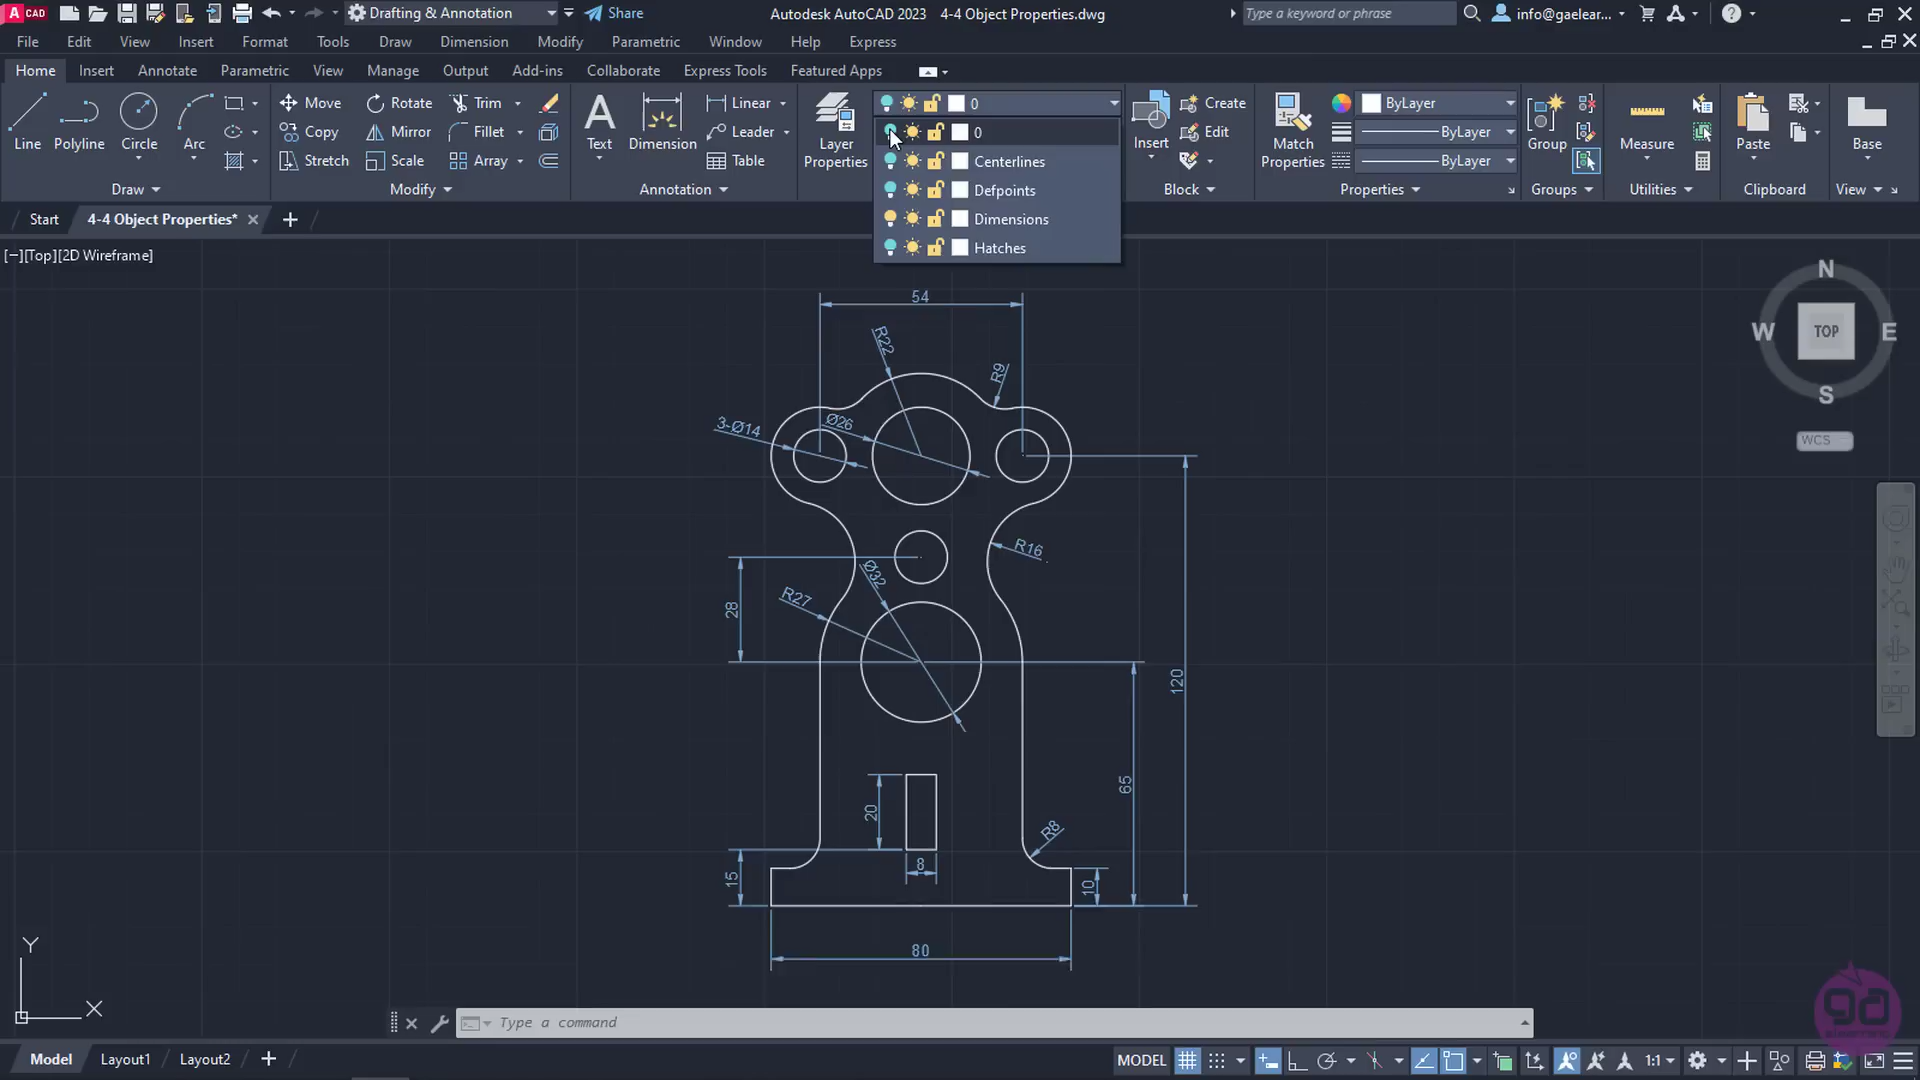 CAD
Drafting & Annotation
Share
Autodesk AutoCAD 2023 4-4 Object Properties.dwg
Type a keyword or phrase
info@gaelear...
File Edit View Insert Format Tools Draw Dimension Modify Parametric Window Help Express
Home Insert Annotate Parametric View Manage Output Add-ins Collaborate Express Tools Featured Apps
Line
Polyline
Circle
Arc
Draw
Move
Rotate
Trim
Copy
Mirror
Fillet
Stretch
Scale
Array
Modify
Text
Dimension
Linear
Leader
Table
Annotation
Layer Properties
0
0
Centerlines
Defpoints
Dimensions
Hatches
Insert
Create
Edit
Block
Match Properties
ByLayer
ByLayer
ByLayer
Properties
Group
Groups
Measure
Utilities
Paste
Clipboard
Base
View
Start
4-4 Object Properties*
[−][Top][2D Wireframe]
N
W
TOP
E
S
WCS
54
R22
R9
3-Ø14
Ø26
R16
Ø32
R27
28
120
65
20
R8
8
15
10
80
Y
X
Type a command
Model Layout1 Layout2
MODEL
1:1
ga